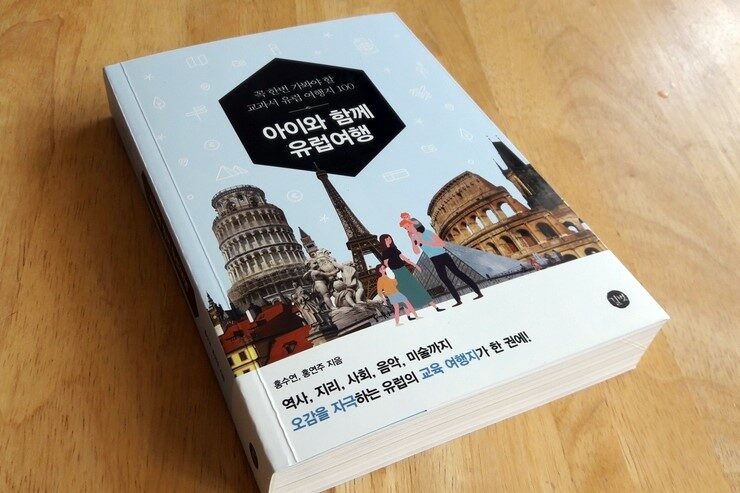 꼭 한번 가봐야 할
교과서 유럽 여행지 100
아이와 함께
유럽여행
홍수연, 홍연주 지음
역사, 지리, 사회, 음악, 미술까지
오감을 자극하는 유럽의 교육 여행지가 한 권에!
길벗